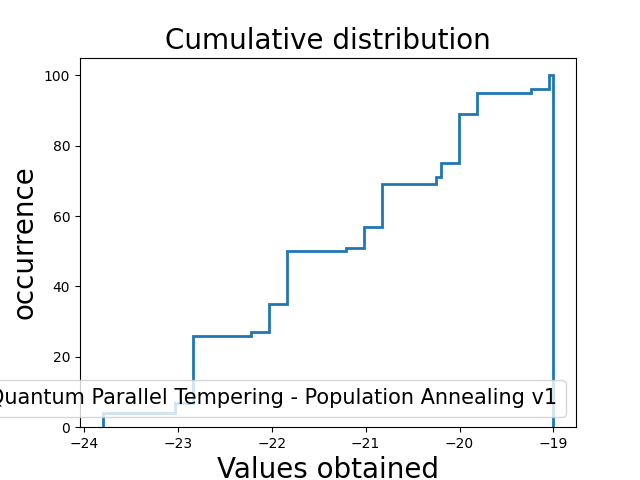 Cumulative distribution
occurrence
100
80
60
40
20
0
Quantum Parallel Tempering - Population Annealing v1
−24 −23 −22 −21 −20 −19
Values obtained